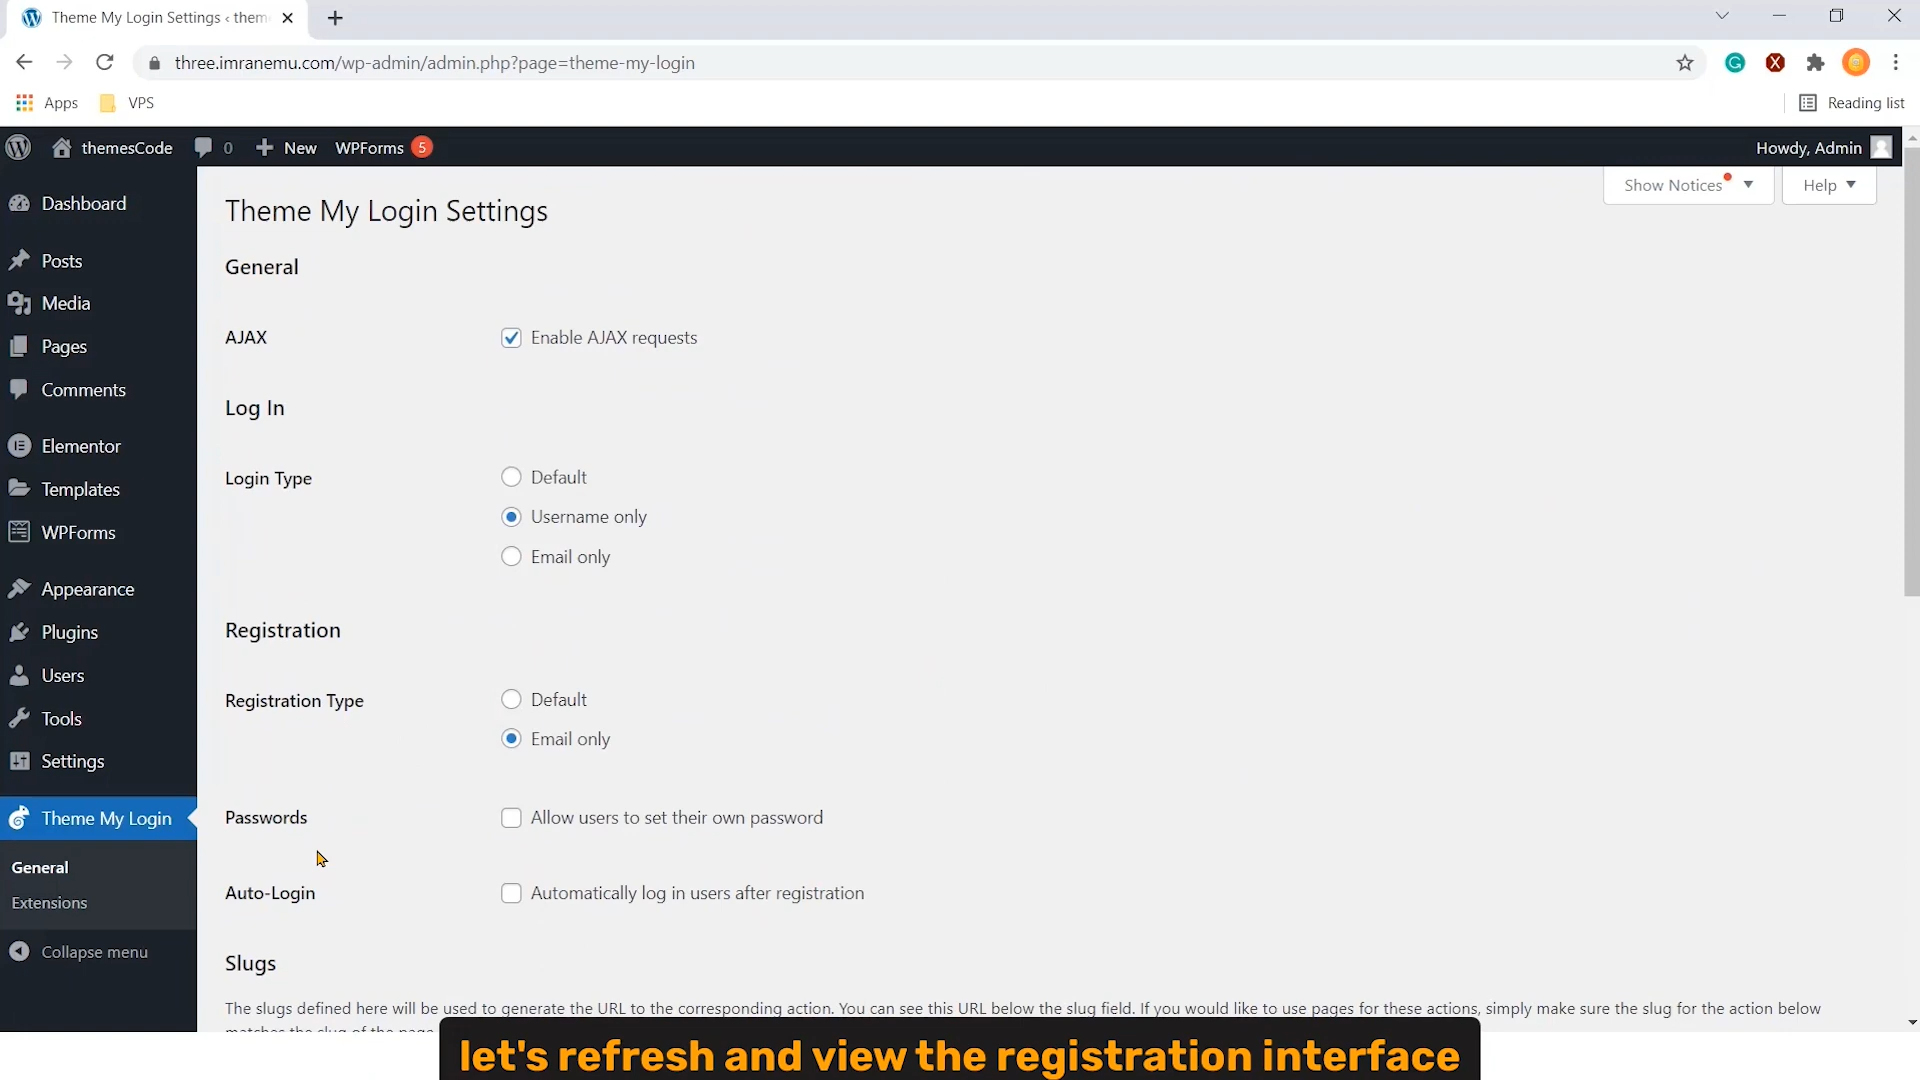 Theme My Login Settings ‹ them
three.imranemu.com/wp-admin/admin.php?page=theme-my-login
Apps VPS Reading list
themesCode 0 New WPForms 5 Howdy, Admin
Show Notices Help
Dashboard
Posts
Media
Pages
Comments
Elementor
Templates
WPForms
Appearance
Plugins
Users
Tools
Settings
Theme My Login
General
Extensions
Collapse menu
Theme My Login Settings
General
AJAX Enable AJAX requests
Log In
Login Type Default
Username only
Email only
Registration
Registration Type Default
Email only
Passwords Allow users to set their own password
Auto-Login Automatically log in users after registration
Slugs
The slugs defined here will be used to generate the URL to the corresponding action. You can see this URL below the slug field. If you would like to use pages for these actions, simply make sure the slug for the action below
matches the slug of the page
let's refresh and view the registration interface